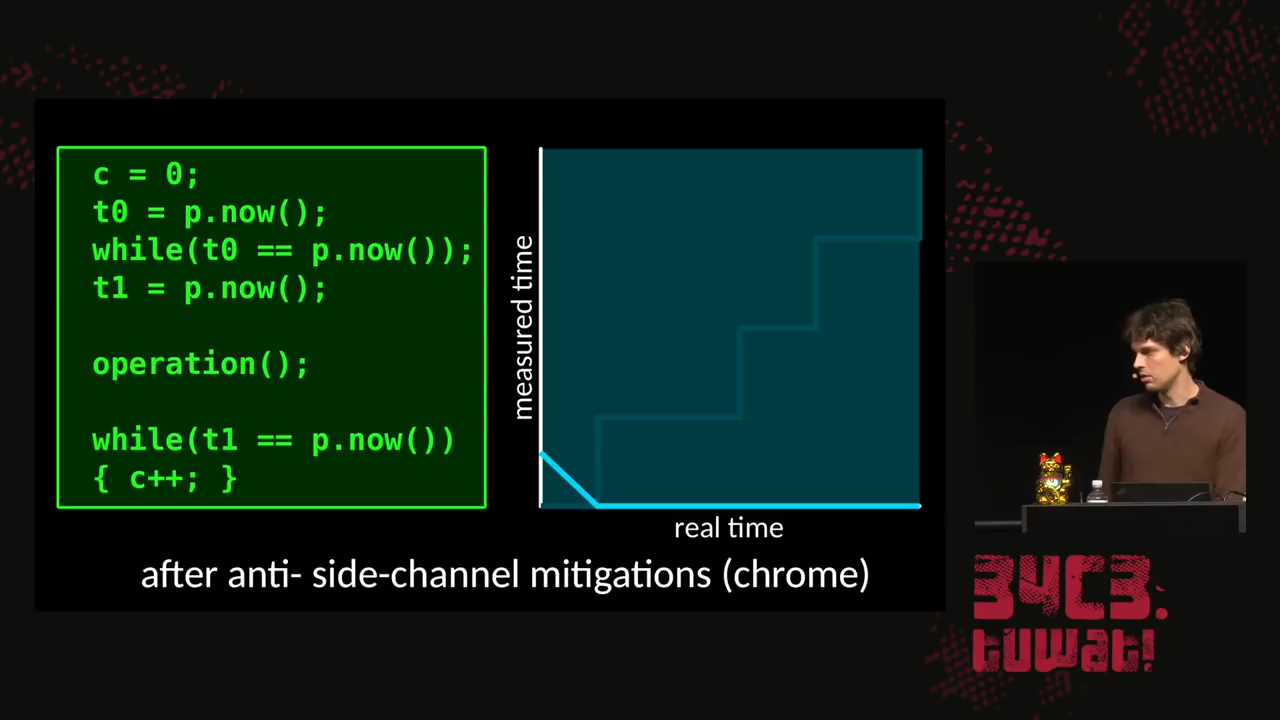 c = 0;
t0 = p.now();
while(t0 == p.now());
t1 = p.now();
operation();
while(t1 == p.now())
{ c++; }
measured time
real time
after anti- side-channel mitigations (chrome)
34C3.
tuwat!